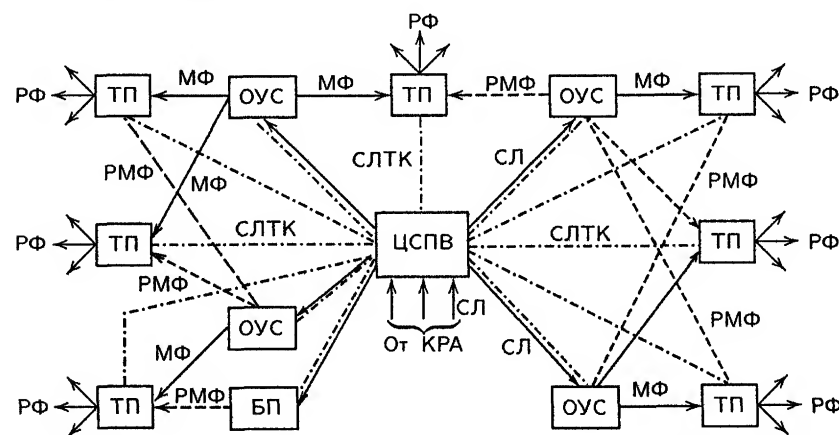 РФ
РФ ТП МФ ОУС МФ ТП РМФ ОУС МФ ТП РФ
РМФ МФ СЛТК СЛ РМФ
РФ ТП СЛТК ЦСПВ СЛТК ТП РФ
РМФ ОУС СЛ РМФ
МФ От КРА СЛ
РФ ТП РМФ БП ОУС МФ ТП РФ